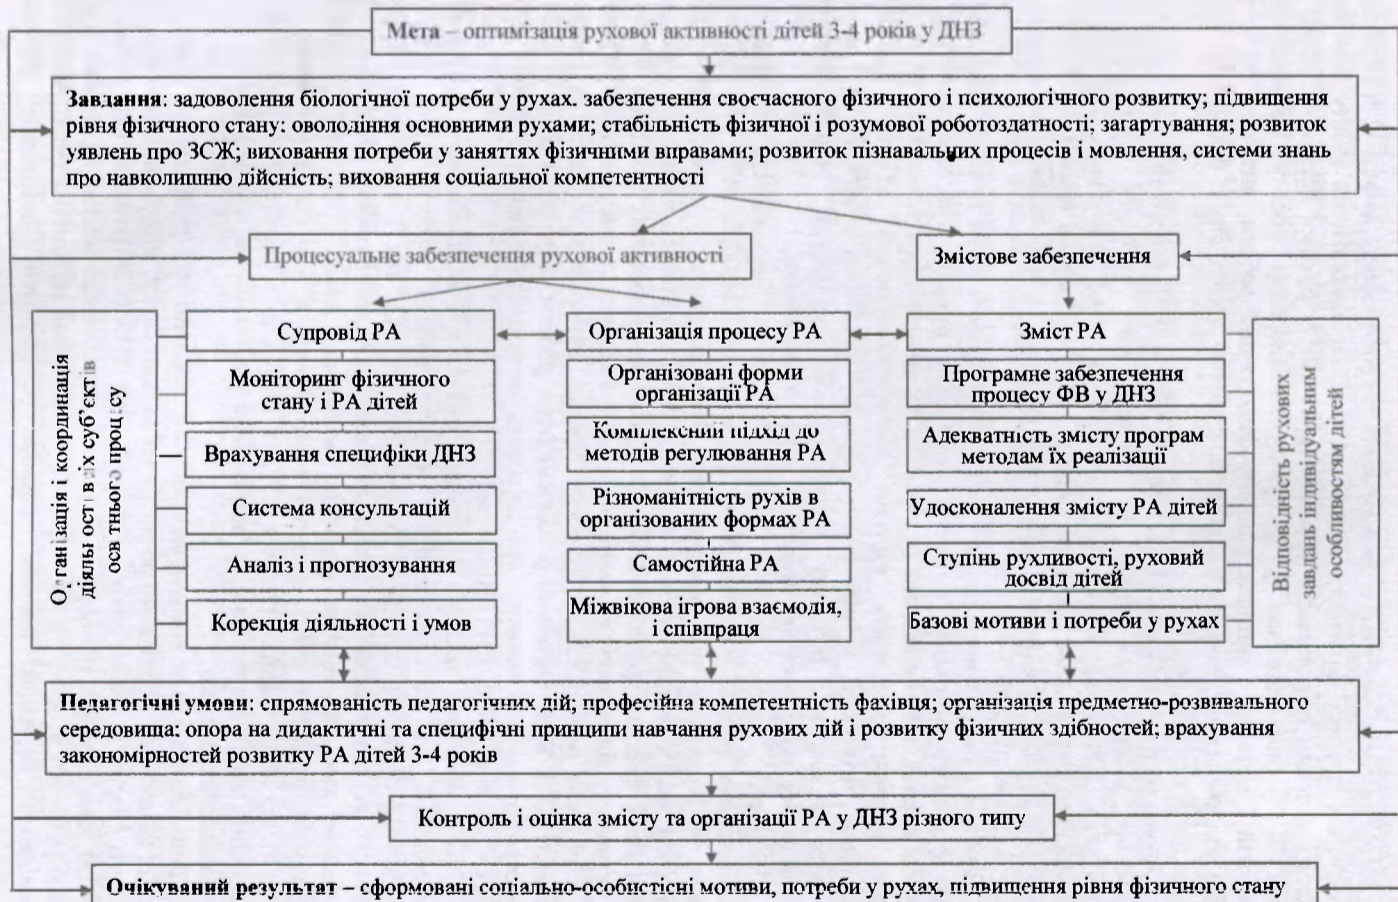 Мета – оптимізація рухової активності дітей 3-4 років у ДНЗ
Завдання: задоволення біологічної потреби у рухах. забезпечення своєчасного фізичного і психологічного розвитку; підвищення
рівня фізичного стану: оволодіння основними рухами; стабільність фізичної і розумової роботоздатності; загартування; розвиток
уявлень про ЗСЖ; виховання потреби у заняттях фізичними вправами; розвиток пізнавальних процесів і мовлення, системи знань
про навколишню дійсність; виховання соціальної компетентності
Процесуальне забезпечення рухової активності
Змістове забезпечення
Організація і координація
діяльності всіх суб’єктів
освітнього процесу
Супровід РА
Моніторинг фізичного
стану і РА дітей
Врахування специфіки ДНЗ
Система консультацій
Аналіз і прогнозування
Корекція діяльності і умов
Організація процесу РА
Організовані форми
організації РА
Комплексний підхід до
методів регулювання РА
Різноманітність рухів в
організованих формах РА
Самостійна РА
Міжвікова ігрова взаємодія,
і співпраця
Зміст РА
Програмне забезпечення
процесу ФВ у ДНЗ
Адекватність змісту програм
методам їх реалізації
Удосконалення змісту РА дітей
Ступінь рухливості, руховий
досвід дітей
Базові мотиви і потреби у рухах
Відповідність рухових
завдань індивідуальним
особливостям дітей
Педагогічні умови: спрямованість педагогічних дій; професійна компетентність фахівця; організація предметно-розвивального
середовища: опора на дидактичні та специфічні принципи навчання рухових дій і розвитку фізичних здібностей; врахування
закономірностей розвитку РА дітей 3-4 років
Контроль і оцінка змісту та організації РА у ДНЗ різного типу
Очікуваний результат – сформовані соціально-особистісні мотиви, потреби у рухах, підвищення рівня фізичного стану